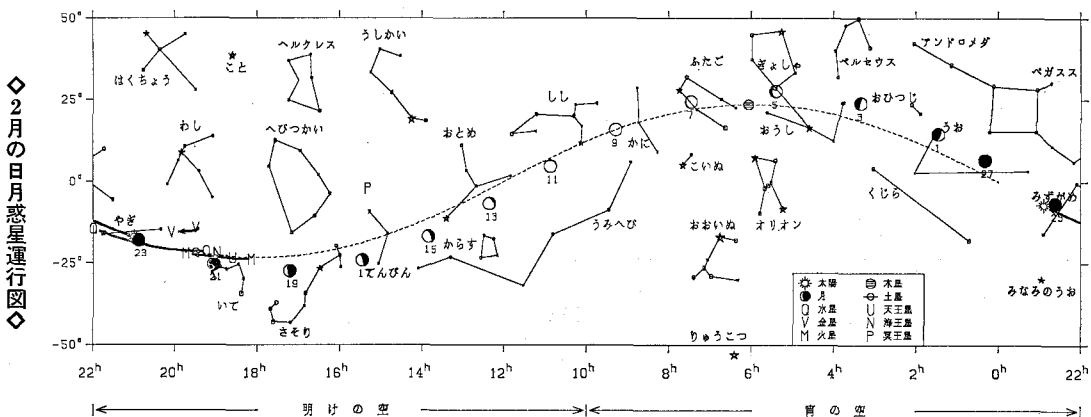 ◇2月の日月惑星運行図◇
50°
25°
0°
-25°
-50°
はくちょう
こと
ヘルクレス
うしかい
わし
へびつかい
おとめ
しし
かに
ふたご
ぎょしゃ
ペルセウス
アンドロメダ
ペガスス
おひつじ
おうし
うお
こいぬ
オリオン
くじら
みずがめ
おおいぬ
うみへび
からす
てんびん
さそり
いて
やぎ
りゅうこつ
みなみのうお
P
V
Q
M
Q N
M
23
19
15
13
11
9
7
5
3
1
27
25
太陽
月
Q 水星
V 金星
M 火星
木星
土星
U 天王星
N 海王星
P 冥王星
22h 20h 18h 16h 14h 12h 10h 8h 6h 4h 2h 0h 22h
明けの空 宵の空